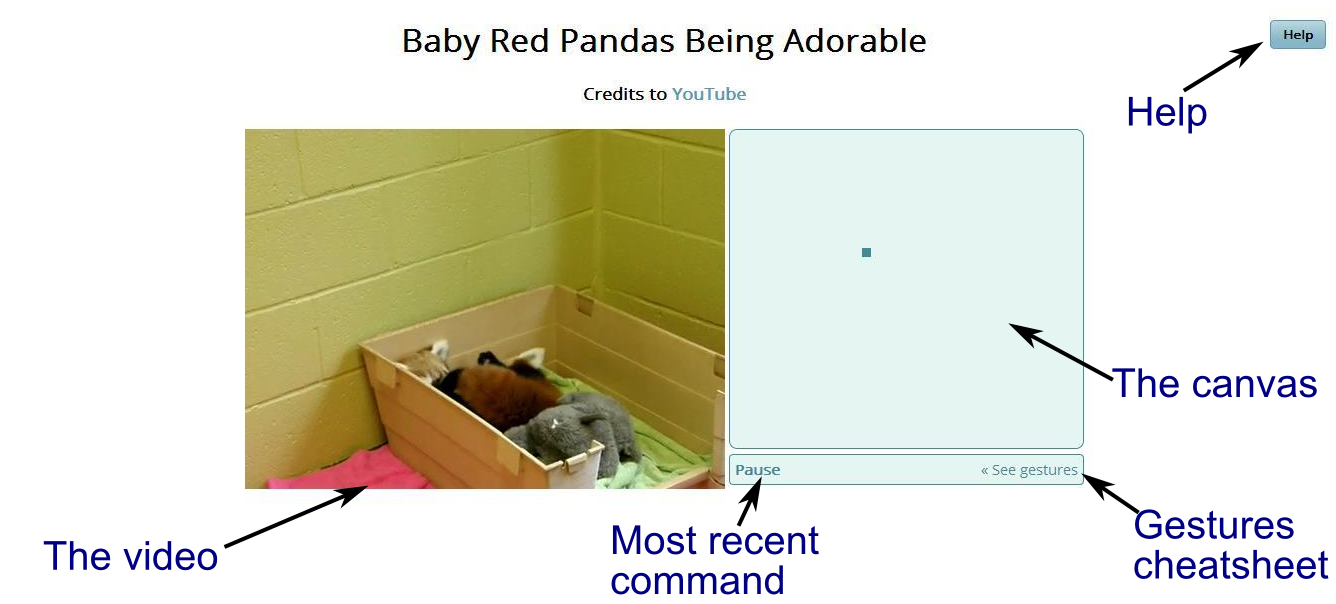 Baby Red Pandas Being Adorable
Help
Credits to YouTube
Help
The canvas
Pause
« See gestures
The video
Most recent
command
Gestures
cheatsheet